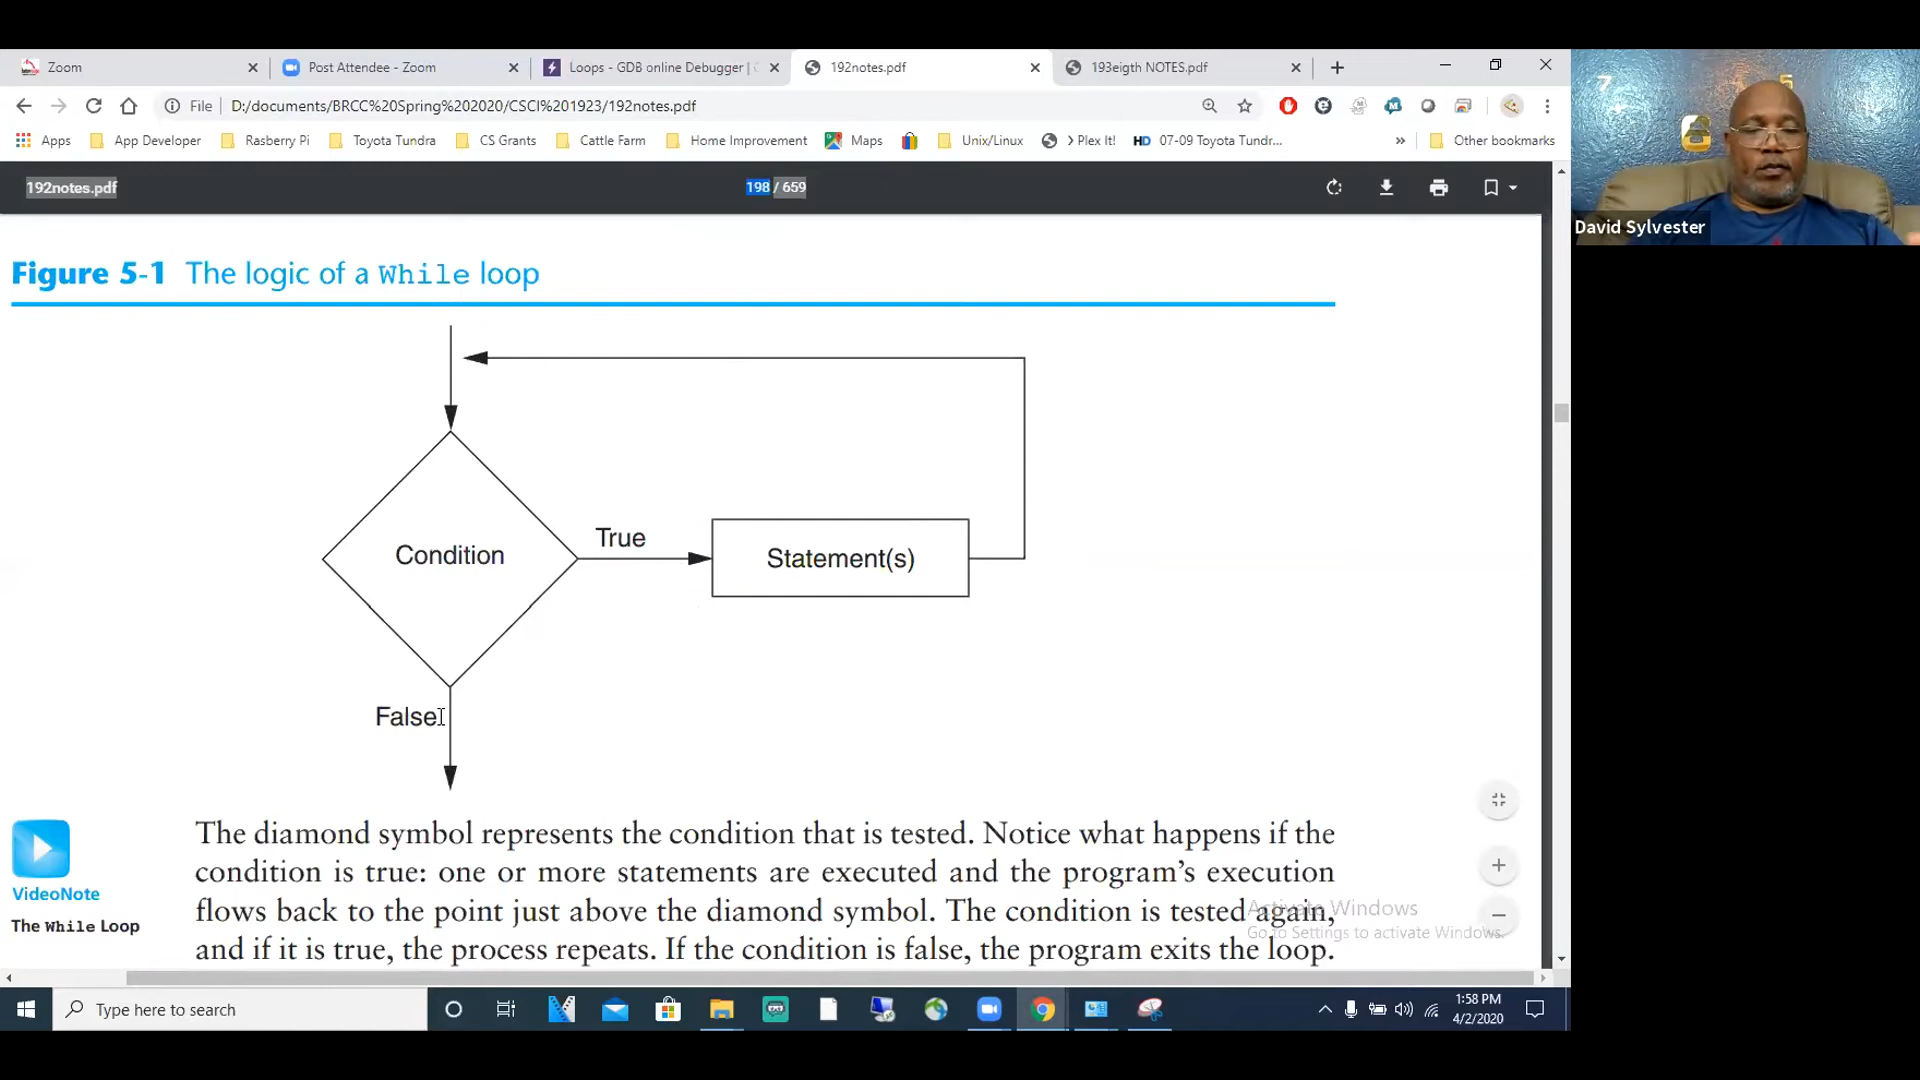 Zoom
Post Attendee - Zoom
Loops - GDB online Debugger |
192notes.pdf
193eigth NOTES.pdf
File
D:/documents/BRCC%20Spring%202020/CSCI%201923/192notes.pdf
Apps
App Developer
Rasberry Pi
Toyota Tundra
CS Grants
Cattle Farm
Home Improvement
Maps
Unix/Linux
> Plex It!
HD 07-09 Toyota Tundr...
»
Other bookmarks
192notes.pdf
198 / 659
David Sylvester
Figure 5-1 The logic of a While loop
Condition
True
Statement(s)
False
The diamond symbol represents the condition that is tested. Notice what happens if the
condition is true: one or more statements are executed and the program's execution
flows back to the point just above the diamond symbol. The condition is tested again,
and if it is true, the process repeats. If the condition is false, the program exits the loop.
VideoNote
The While Loop
Activate Windows
Go to Settings to activate Windows.
Type here to search
1:58 PM
4/2/2020